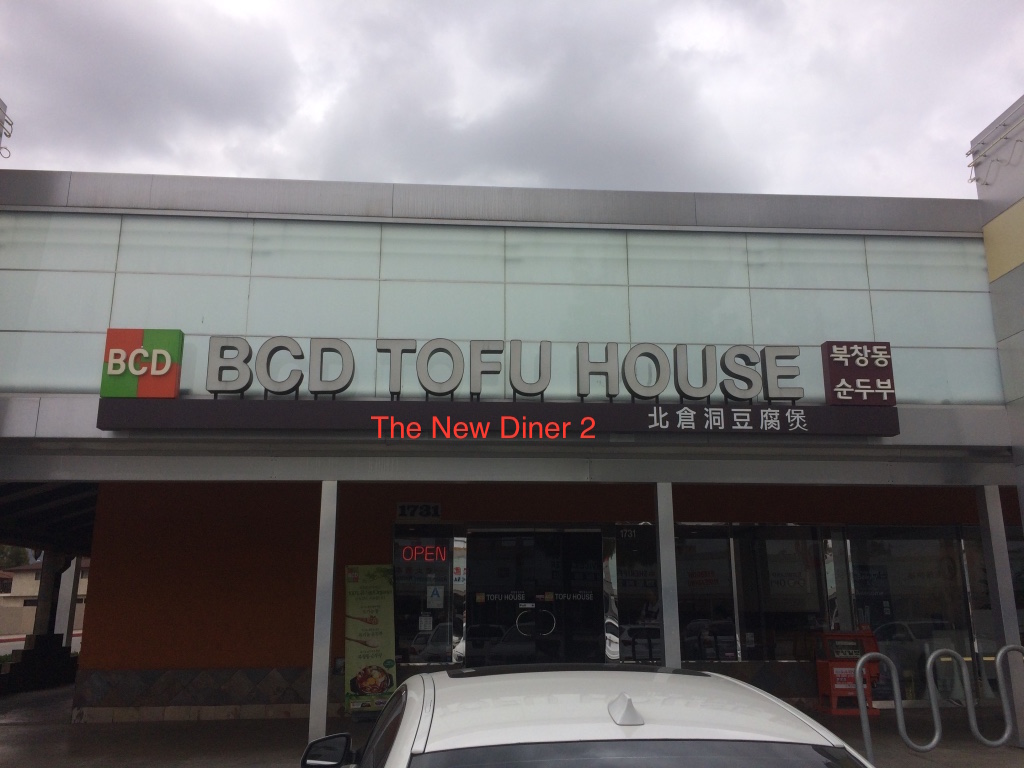 BCD
BCD TOFU HOUSE
북창동
순두부
The New Diner 2
北倉洞豆腐煲
1731
1731
OPEN
A
TOFU HOUSE
TOFU HOUSE